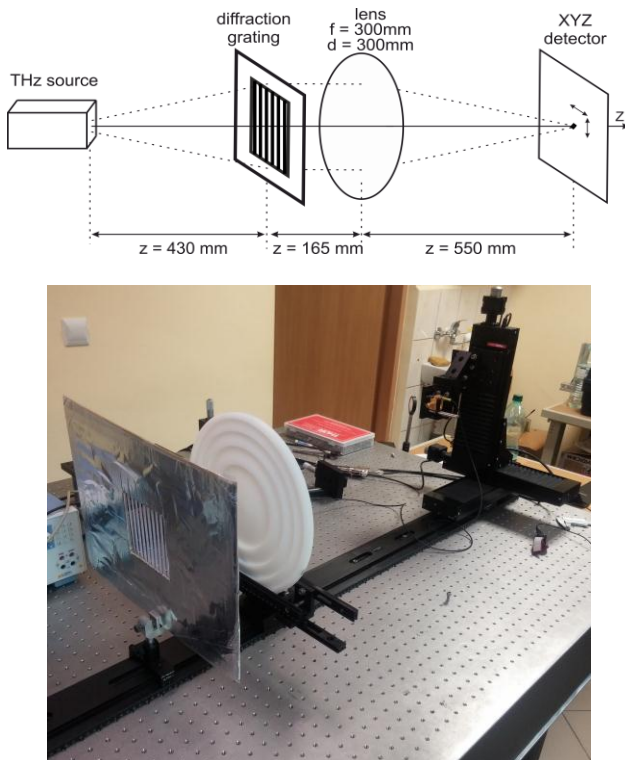 diffraction
grating
lens
f = 300mm
d = 300mm
XYZ
detector
THz source
Z
z = 430 mm
z = 165 mm
z = 550 mm